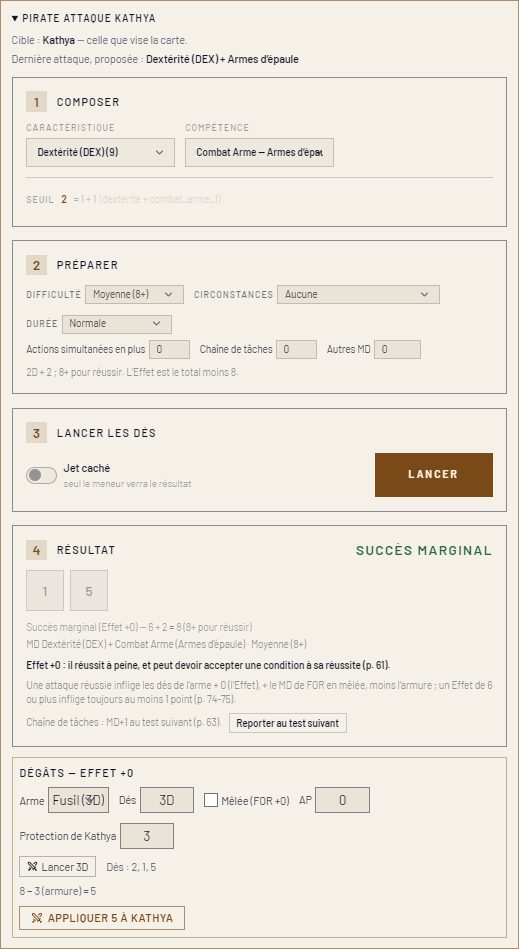 ▼ PIRATE ATTAQUE KATHYA
Cible : Kathya — celle que vise la carte.
Dernière attaque, proposée : Dextérité (DEX) + Armes d'épaule
1 COMPOSER
CARACTÉRISTIQUE COMPÉTENCE
Dextérité (DEX) (9) Combat Arme — Armes d'épau
SEUIL 2 = 1 + 1 (dextérité + combat_arme_1)
2 PRÉPARER
DIFFICULTÉ Moyenne (8+) CIRCONSTANCES Aucune
DURÉE Normale
Actions simultanées en plus 0 Chaîne de tâches 0 Autres MD 0
2D + 2 ; 8+ pour réussir. L'Effet est le total moins 8.
3 LANCER LES DÉS
Jet caché
seul le meneur verra le résultat
LANCER
4 RÉSULTAT SUCCÈS MARGINAL
1 5
Succès marginal (Effet +0) — 6 + 2 = 8 (8+ pour réussir)
MD Dextérité (DEX) + Combat Arme (Armes d'épaule) · Moyenne (8+)
Effet +0 : il réussit à peine, et peut devoir accepter une condition à sa réussite (p. 61).
Une attaque réussie inflige les dés de l'arme + 0 (l'Effet), + le MD de FOR en mêlée, moins l'armure ; un Effet de 6
ou plus inflige toujours au moins 1 point (p. 74-75).
Chaîne de tâches : MD+1 au test suivant (p. 63). Reporter au test suivant
DÉGÂTS — EFFET +0
Arme Fusil (3D) Dés 3D Mêlée (FOR +0) AP 0
Protection de Kathya 3
Lancer 3D Dés : 2, 1, 5
8 − 3 (armure) = 5
APPLIQUER 5 À KATHYA